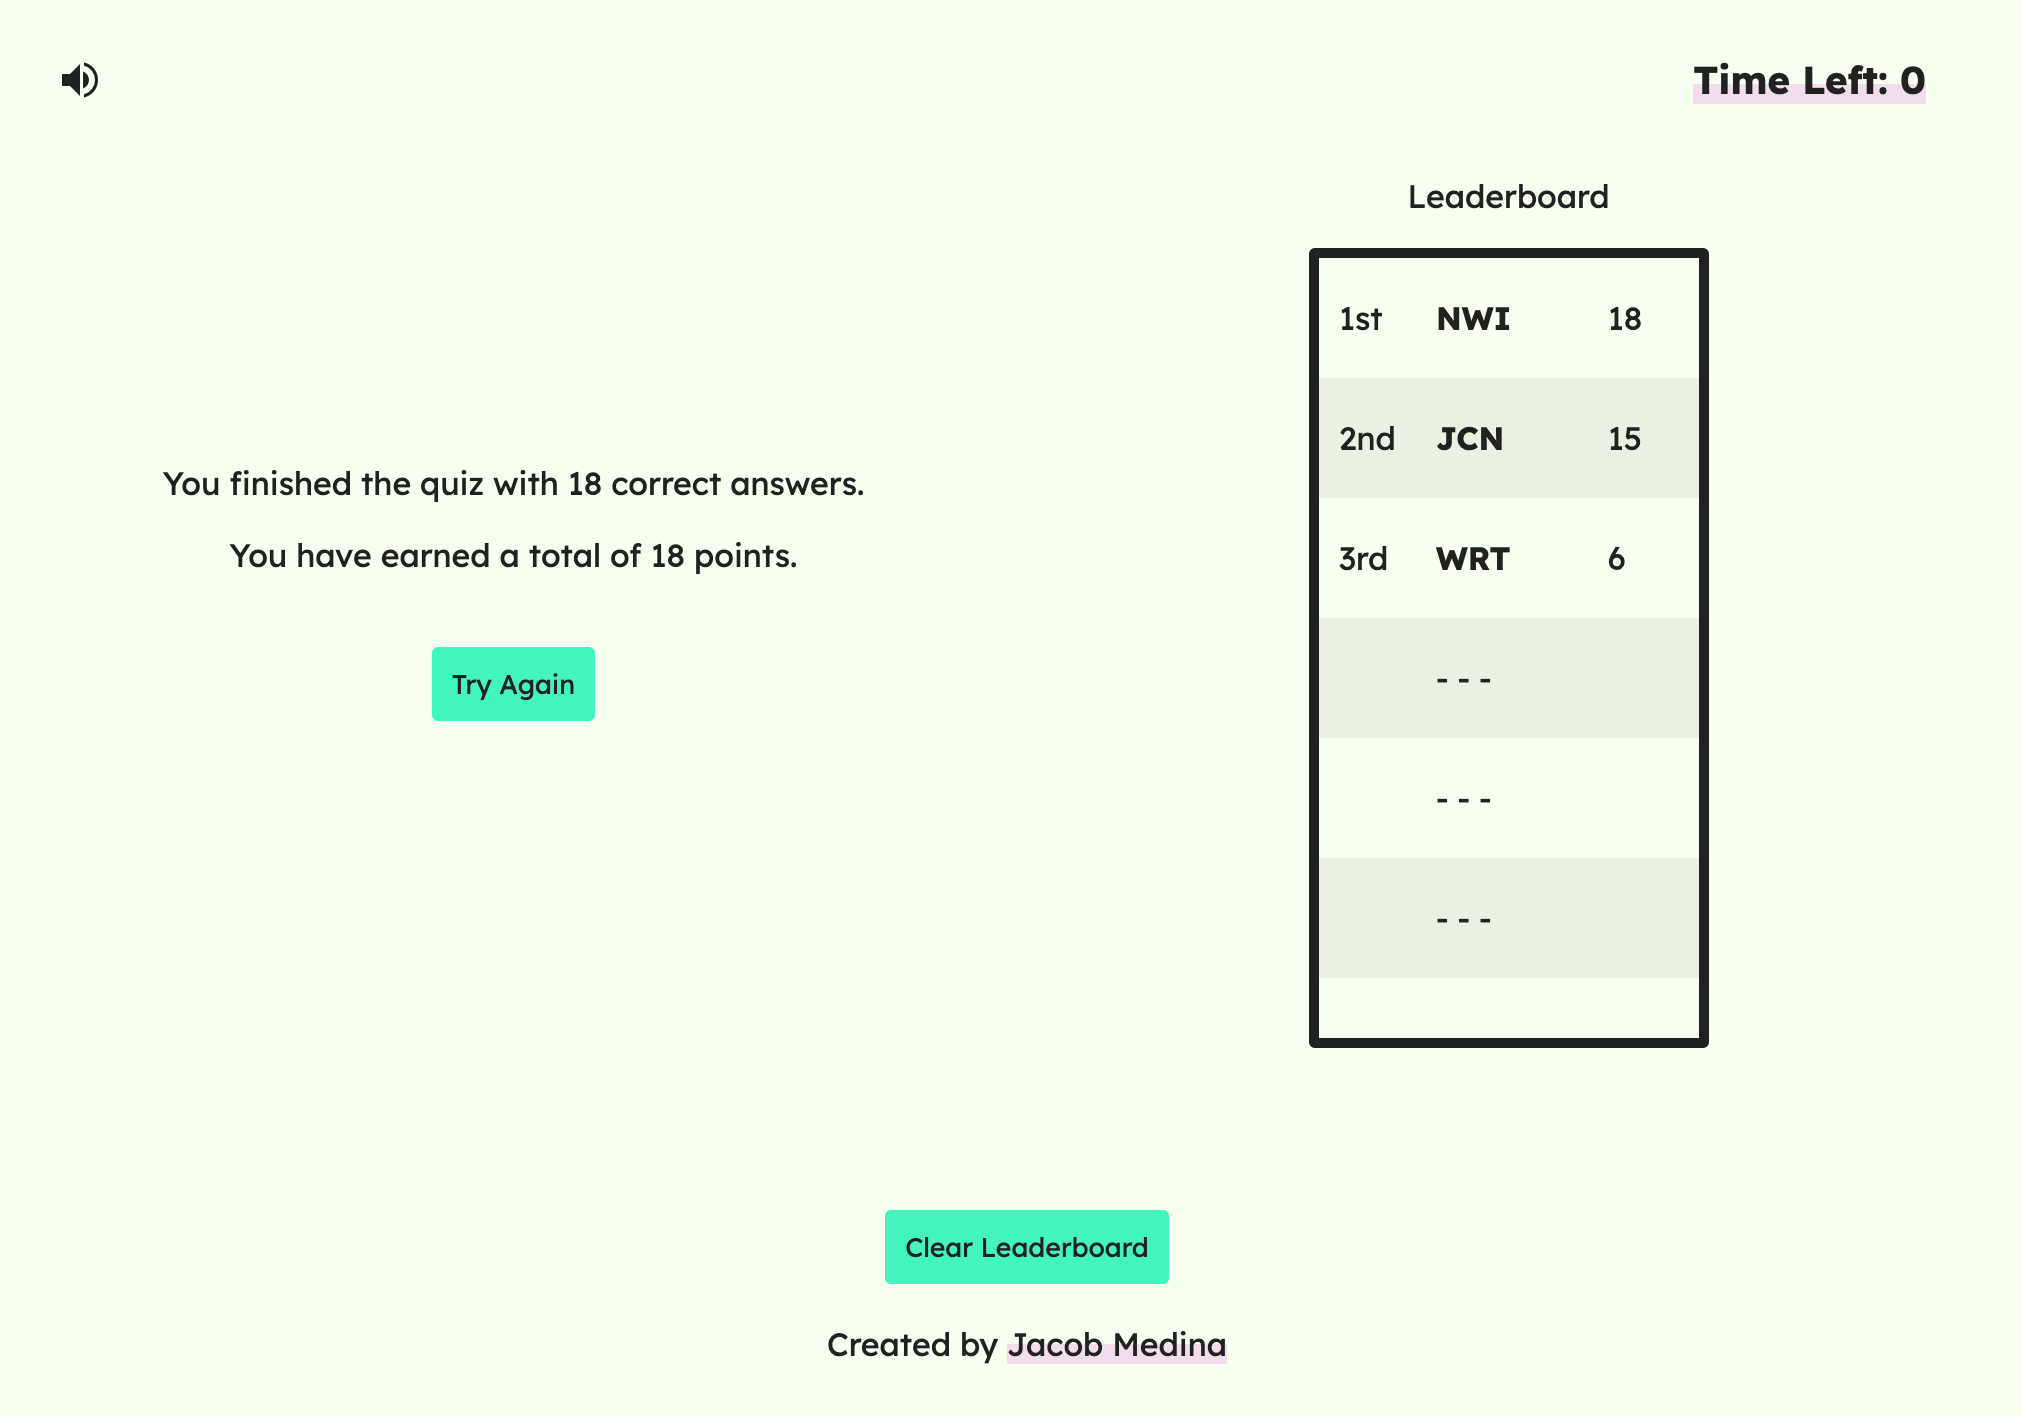 Time Left: 0
Leaderboard
1st NWI 18
2nd JCN 15
3rd WRT 6
- - -
- - -
- - -
You finished the quiz with 18 correct answers.
You have earned a total of 18 points.
Try Again
Clear Leaderboard
Created by Jacob Medina